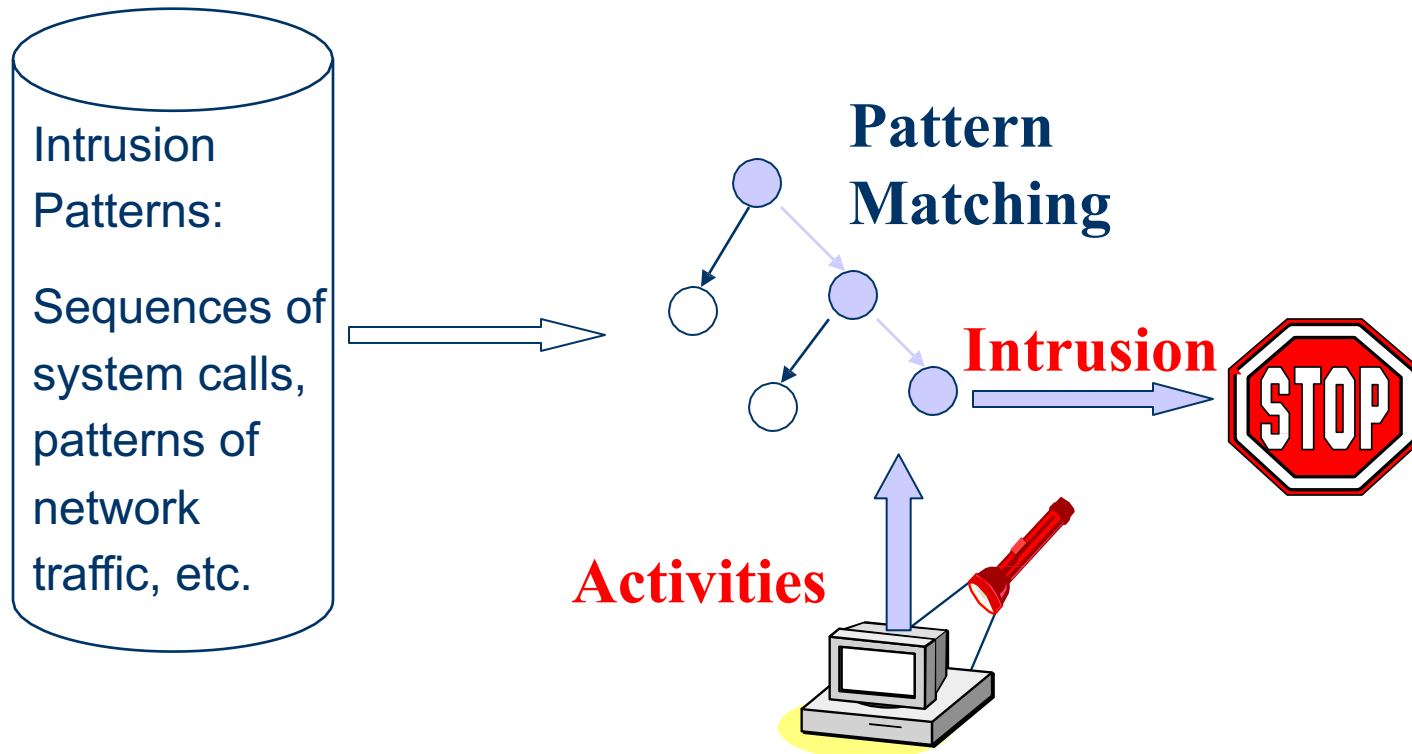 Intrusion
Patterns:
Sequences of
system calls,
patterns of
network
traffic, etc.
Pattern
Matching
Intrusion
STOP
Activities